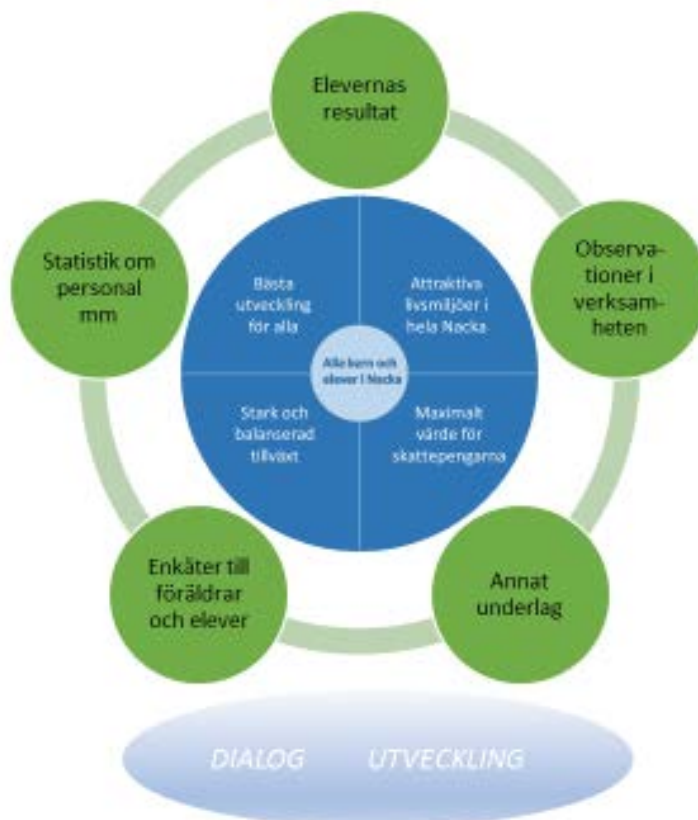 Elevernas
resultat
Observa-
tioner i
verksam-
heten
Annat
underlag
Enkäter till
föräldrar
och elever
Statistik om
personal
mm
Bästa
utveckling
för alla
Attraktiva
livsmiljöer i
hela Nacka
Alla barn och
elever i Nacka
Stark och
balanserad
tillväxt
Maximalt
värde för
skattepengarna
DIALOG UTVECKLING